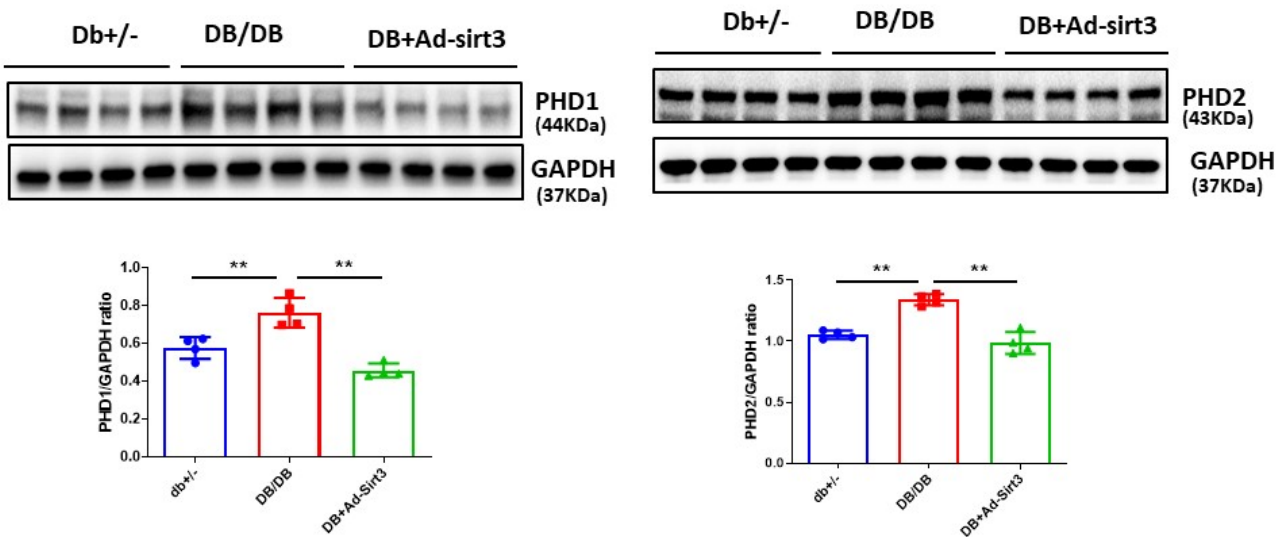 Db+/- DB/DB DB+Ad-sirt3
PHD1
(44KDa)
GAPDH
(37KDa)
Db+/- DB/DB DB+Ad-sirt3
PHD2
(43KDa)
GAPDH
(37KDa)
PHD1/GAPDH ratio
1.0
0.8
0.6
0.4
0.2
0.0
** **
db+/- DB/DB DB+Ad-Sirt3
PHD2/GAPDH ratio
1.5
1.0
0.5
0.0
** **
db+/- DB/DB DB+Ad-Sirt3